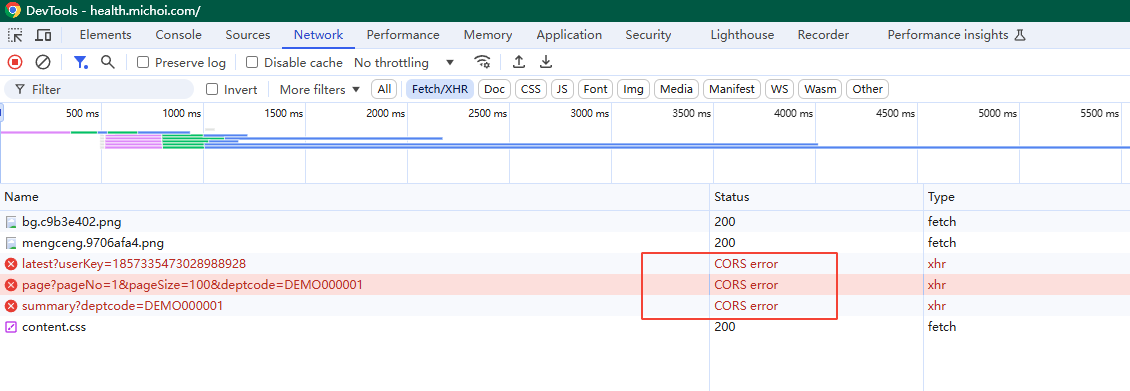 DevTools - health.michoi.com/
Elements Console Sources Network Performance Memory Application Security Lighthouse Recorder Performance insights
Preserve log Disable cache No throttling
Filter Invert More filters All Fetch/XHR Doc CSS JS Font Img Media Manifest WS Wasm Other
500 ms 1000 ms 1500 ms 2000 ms 2500 ms 3000 ms 3500 ms 4000 ms 4500 ms 5000 ms 5500 ms
Name Status Type
bg.c9b3e402.png 200 fetch
mengceng.9706afa4.png 200 fetch
latest?userKey=1857335473028988928 CORS error xhr
page?pageNo=1&pageSize=100&deptcode=DEMO000001 CORS error xhr
summary?deptcode=DEMO000001 CORS error xhr
content.css 200 fetch